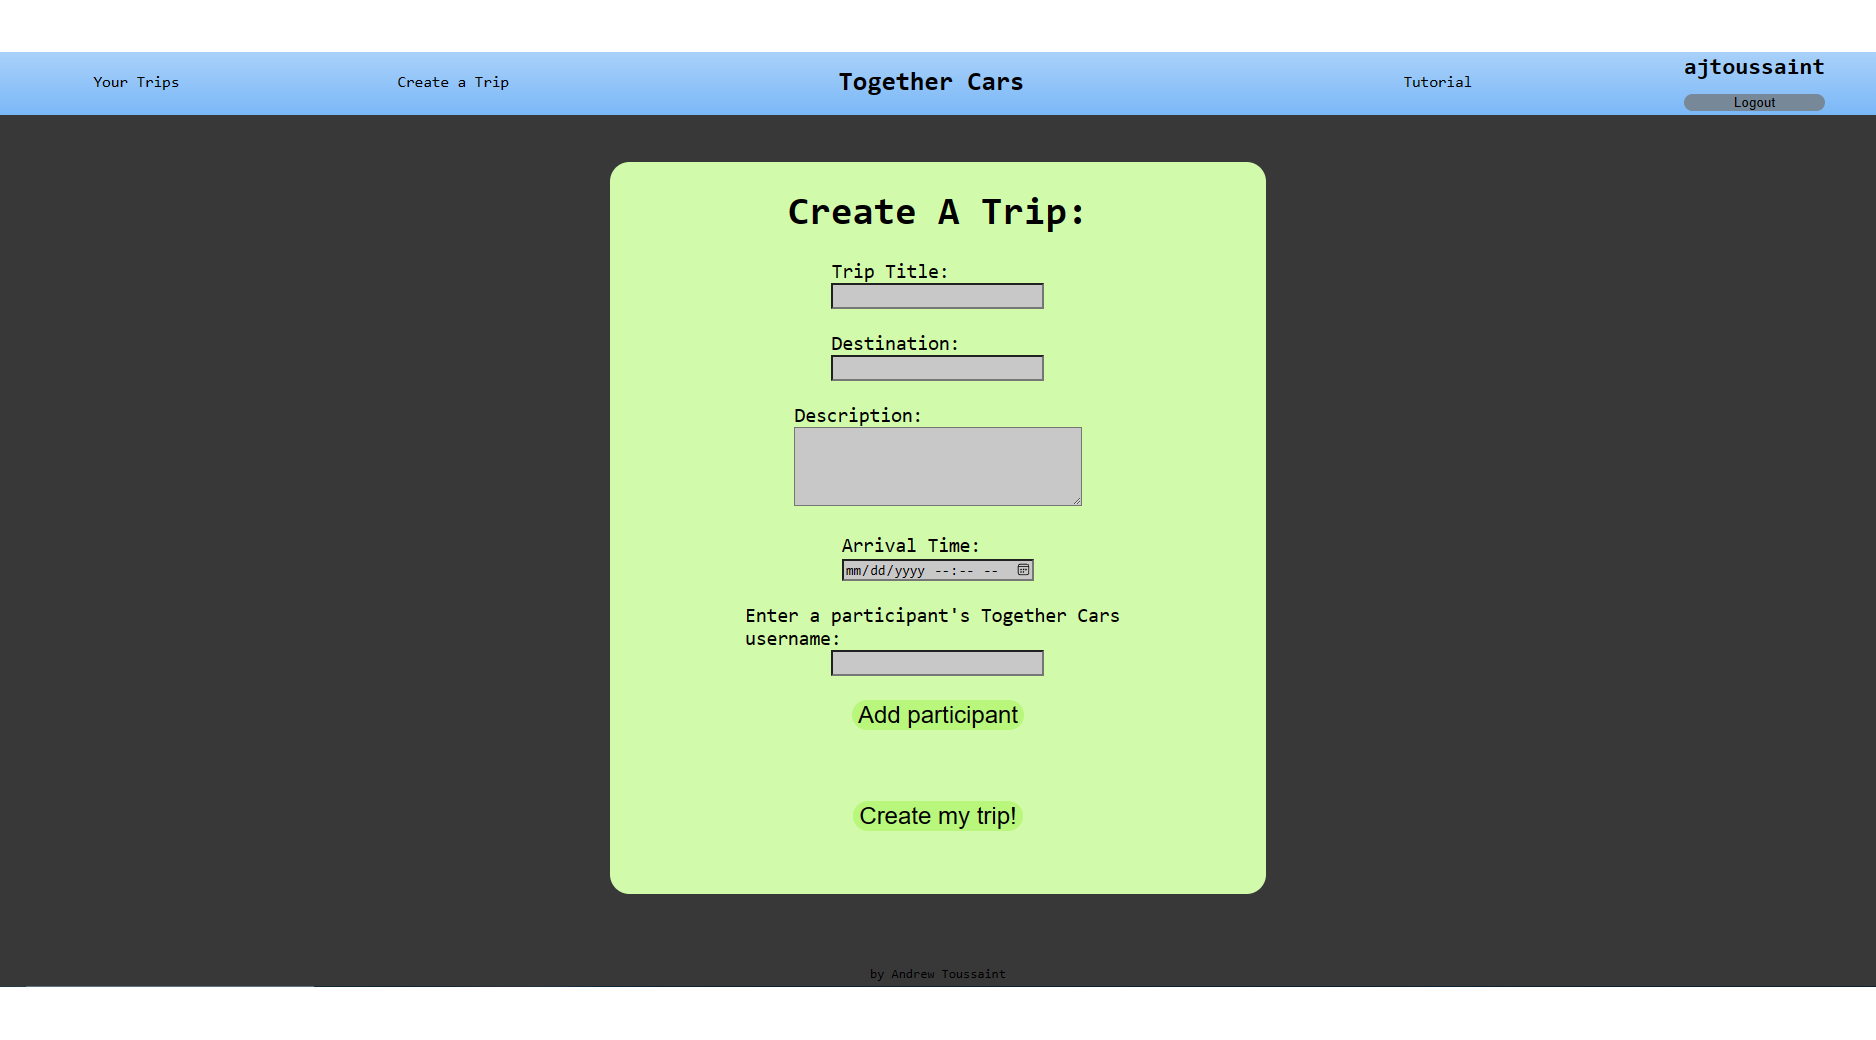 Your Trips
Create a Trip
Together Cars
Tutorial
ajtoussaint
Logout
Create A Trip:
Trip Title:
Destination:
Description:
Arrival Time:
mm/dd/yyyy --:-- --
Enter a participant's Together Cars
username:
Add participant
Create my trip!
by Andrew Toussaint